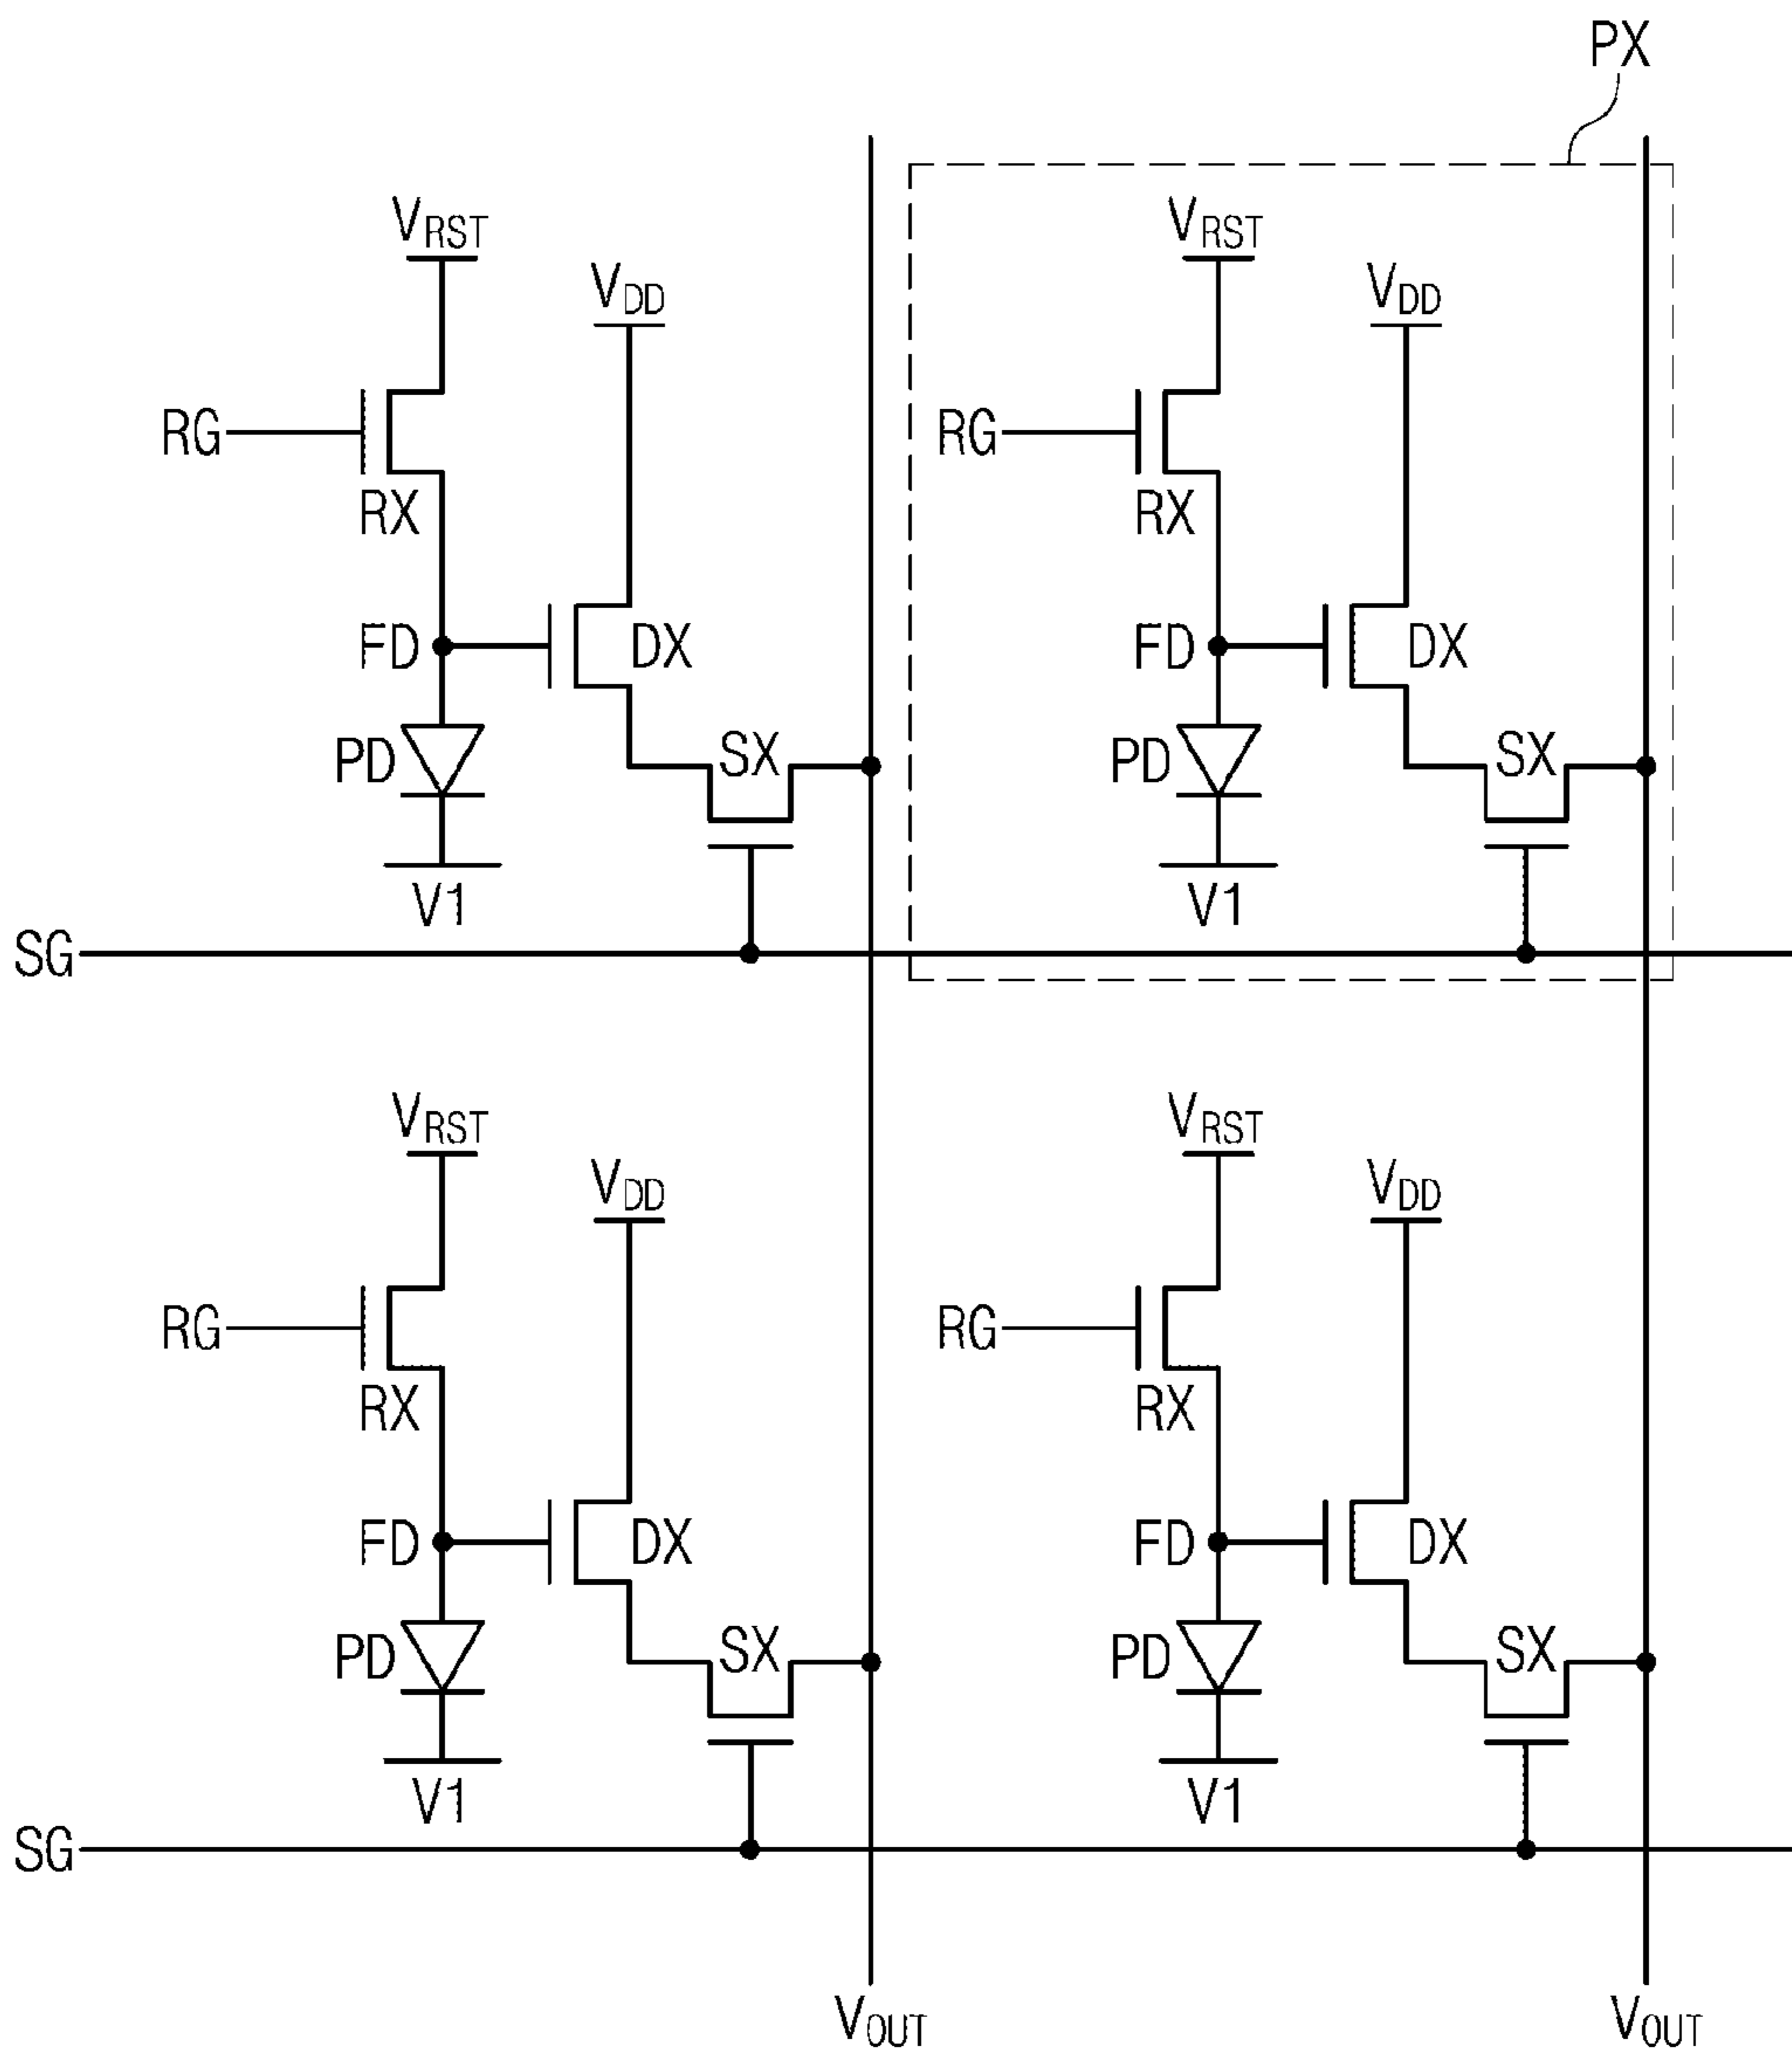 PX
VRST
VRST
VDD
VDD
RG
RG
RX
RX
FD
DX
FD
DX
PD
SX
PD
SX
V1
V1
SG
VRST
VRST
VDD
VDD
RG
RG
RX
RX
FD
DX
FD
DX
PD
SX
PD
SX
V1
V1
SG
VOUT
VOUT